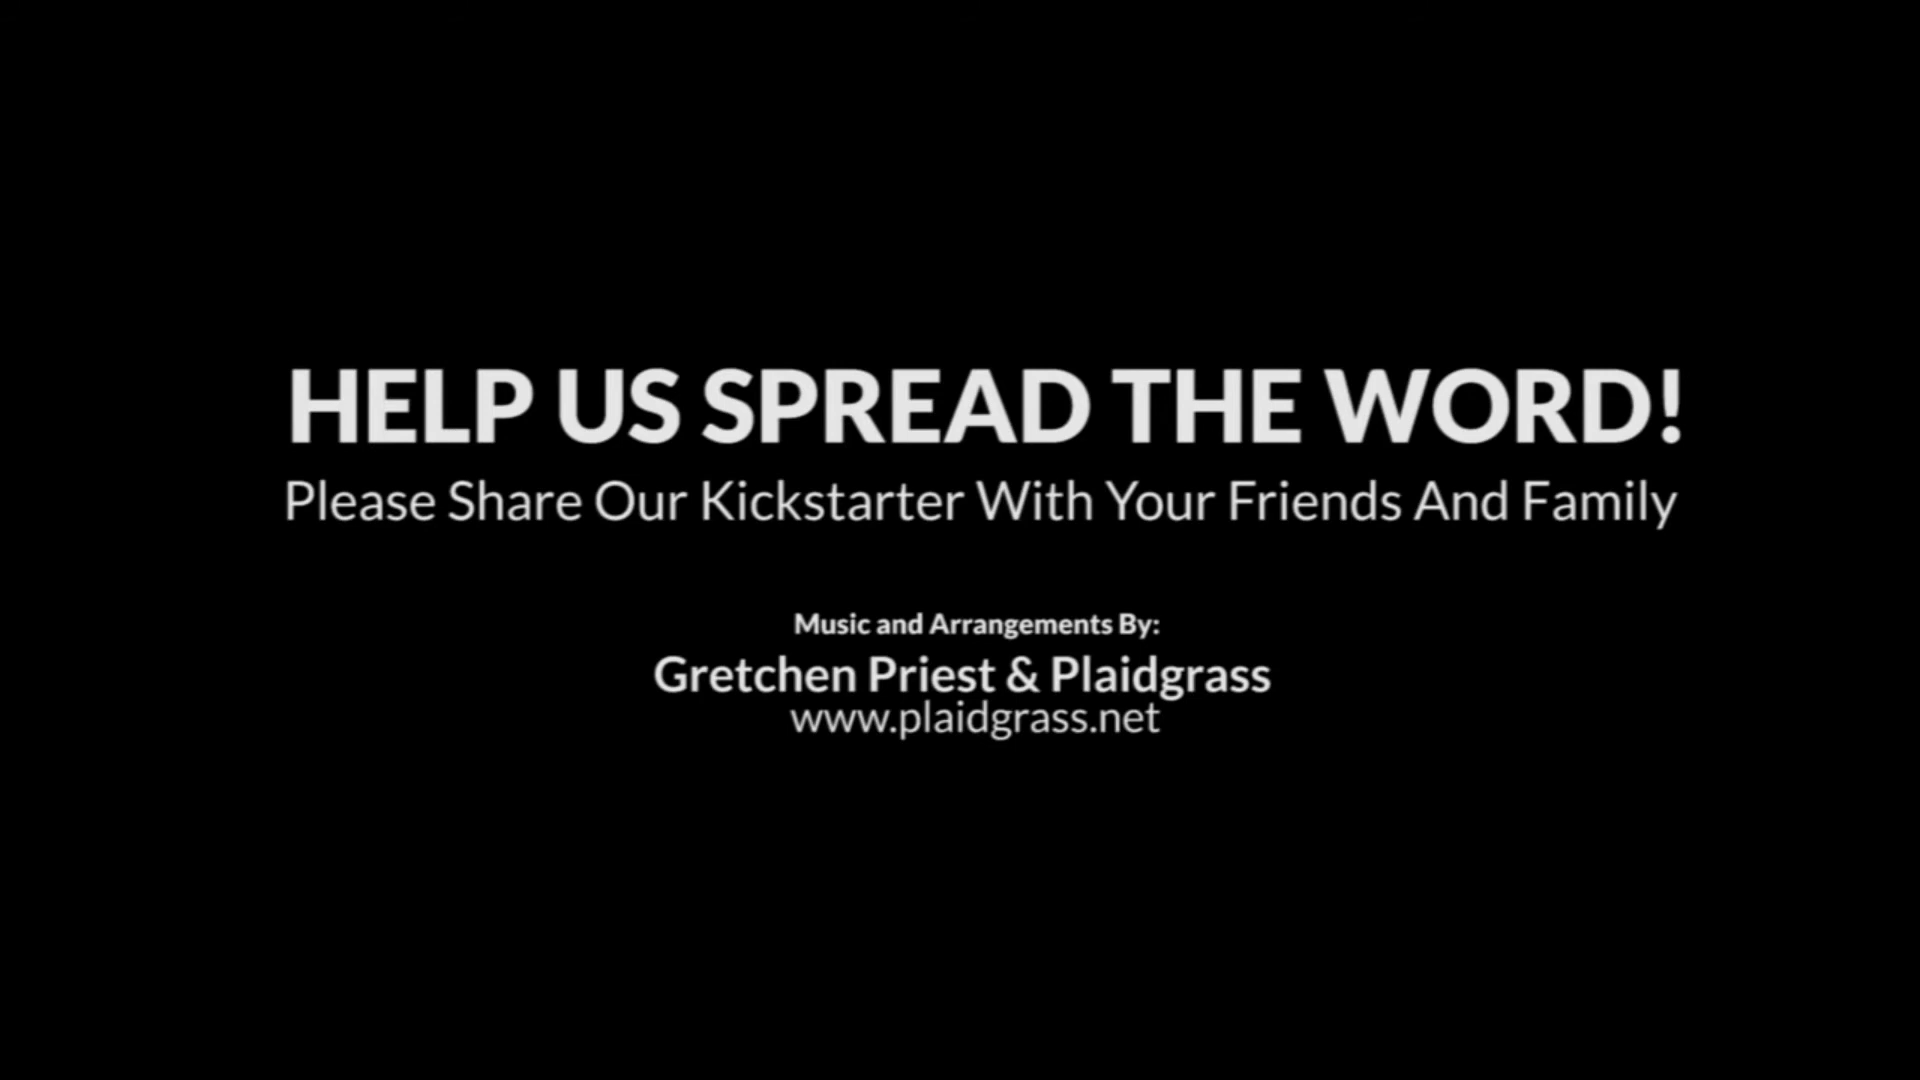 HELP US SPREAD THE WORD!
Please Share Our Kickstarter With Your Friends And Family
Music and Arrangements By:
Gretchen Priest & Plaidgrass
www.plaidgrass.net